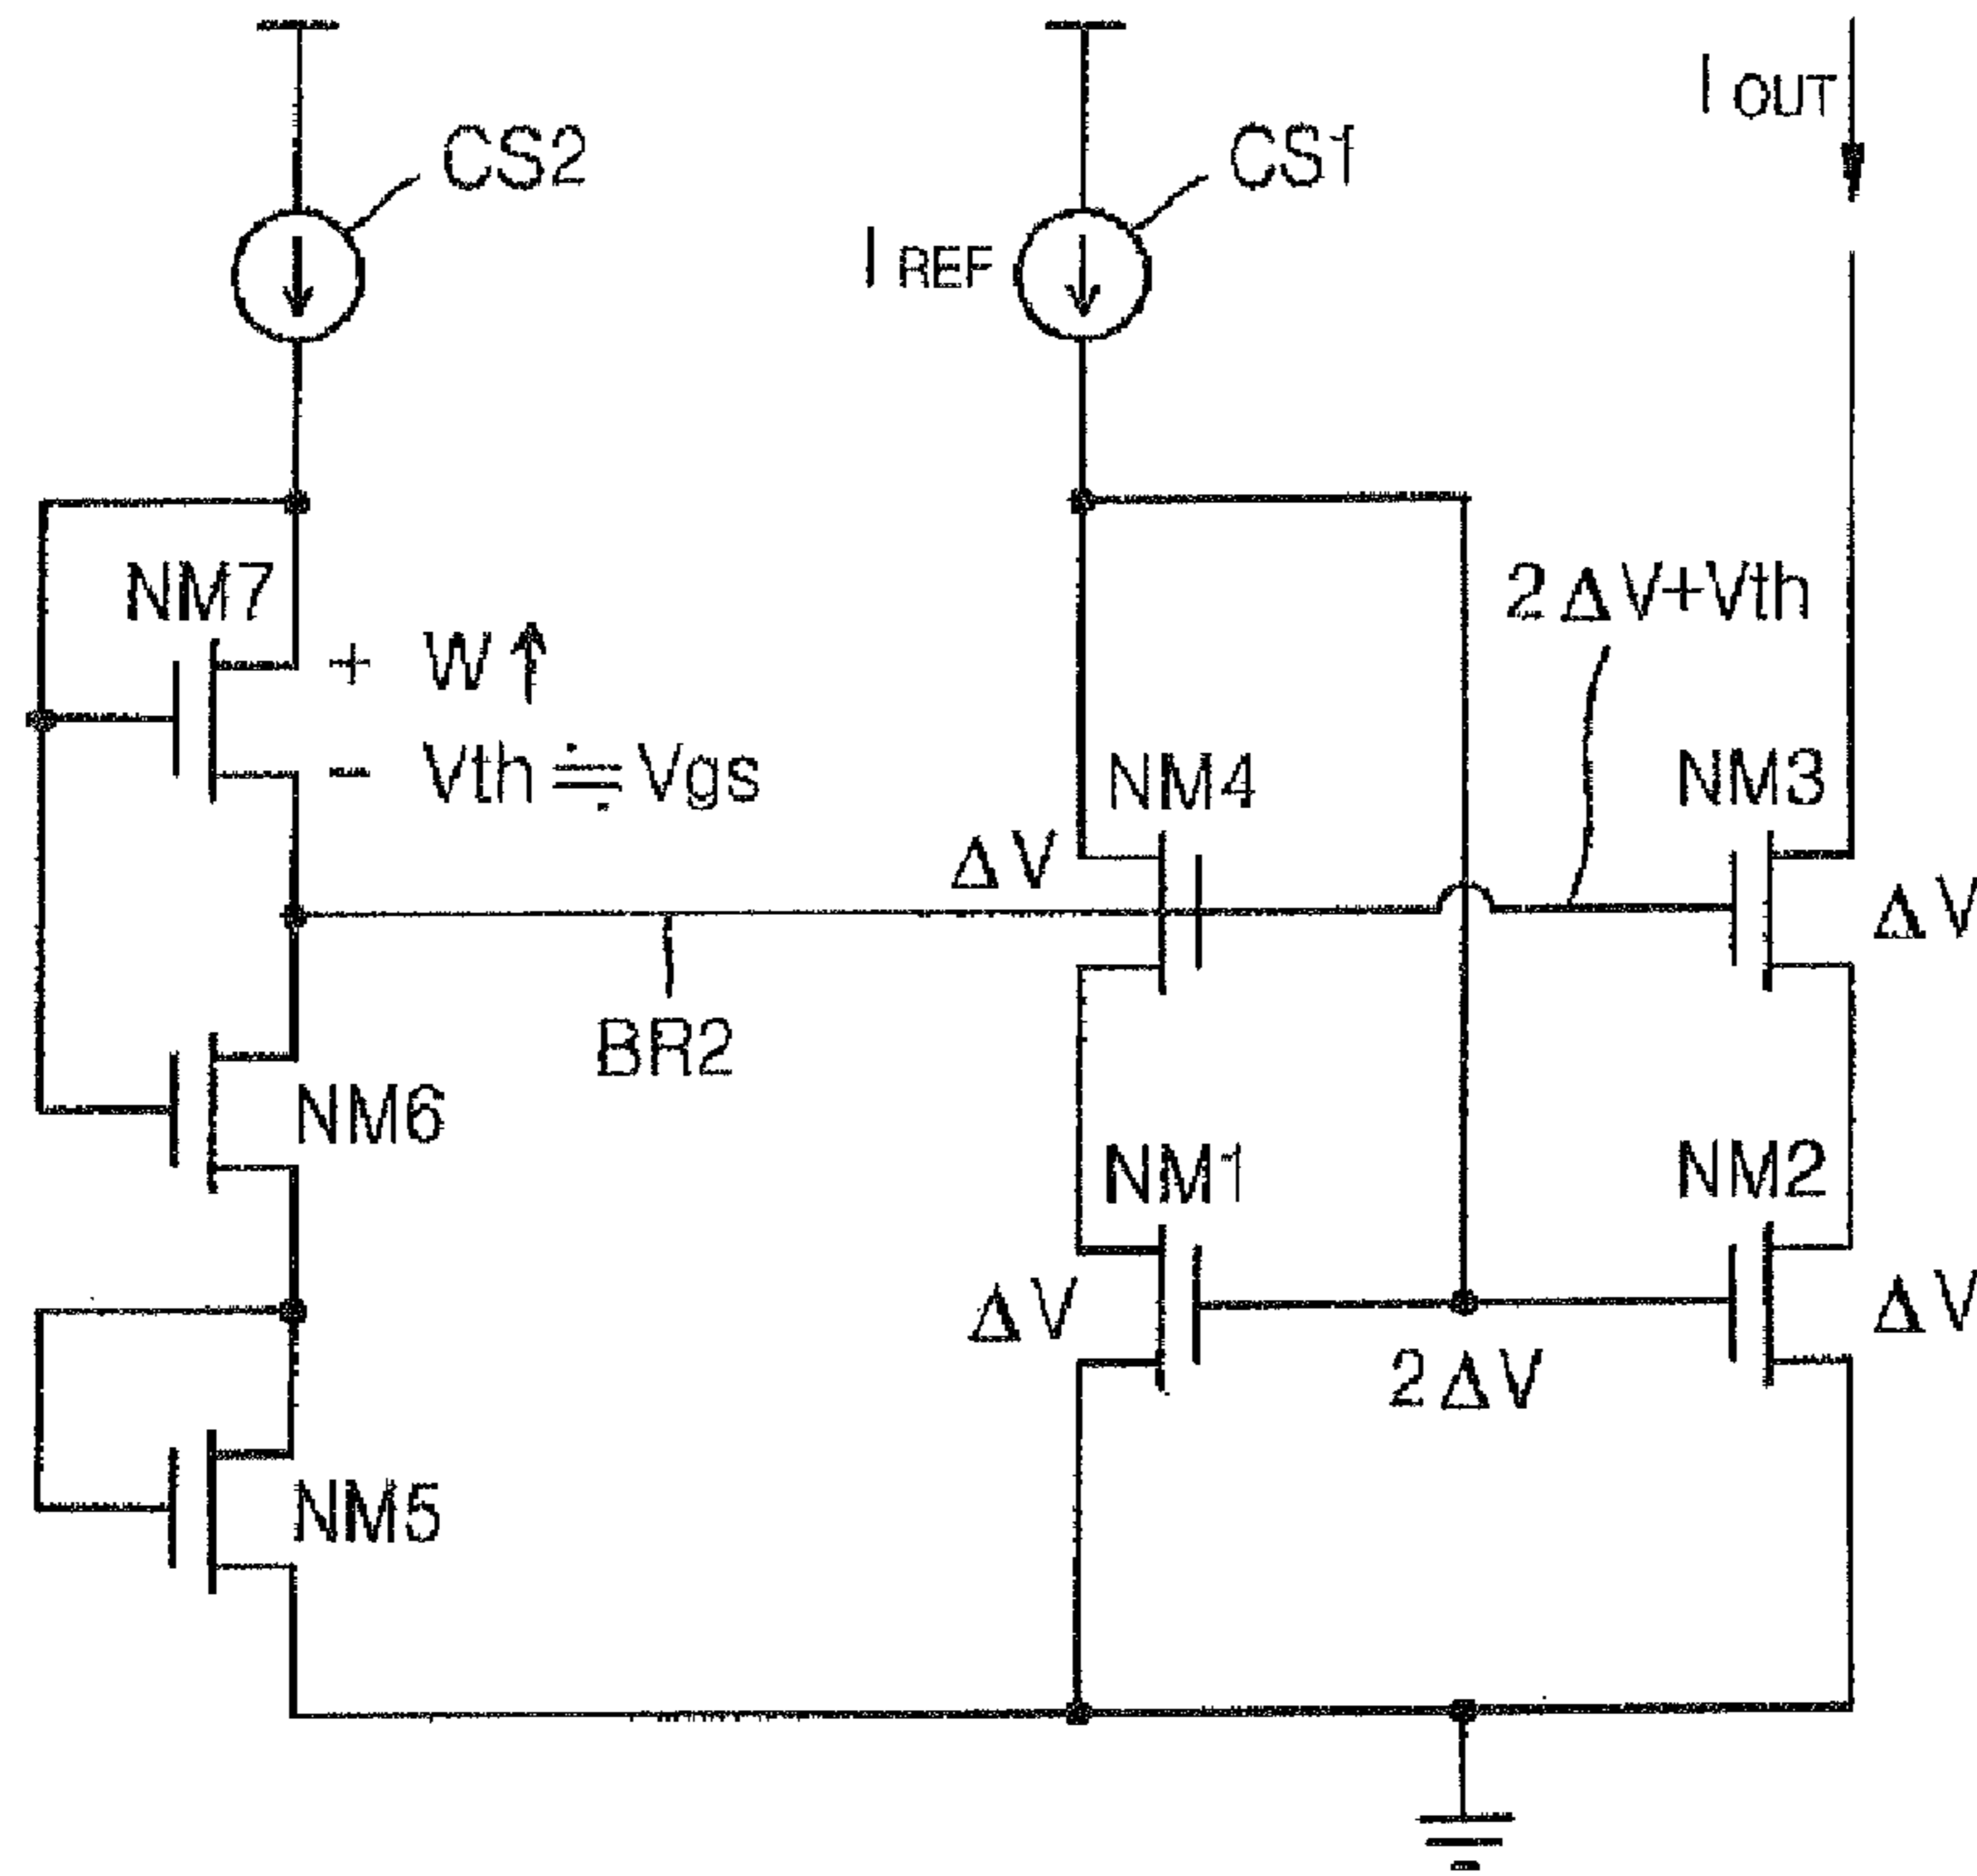 CS2
CS1
I REF
I OUT
NM7
+ W ↑
− Vth ≒ Vgs
2ΔV+Vth
NM4
NM3
ΔV
ΔV
BR2
NM6
NM1
NM2
ΔV
ΔV
2ΔV
NM5